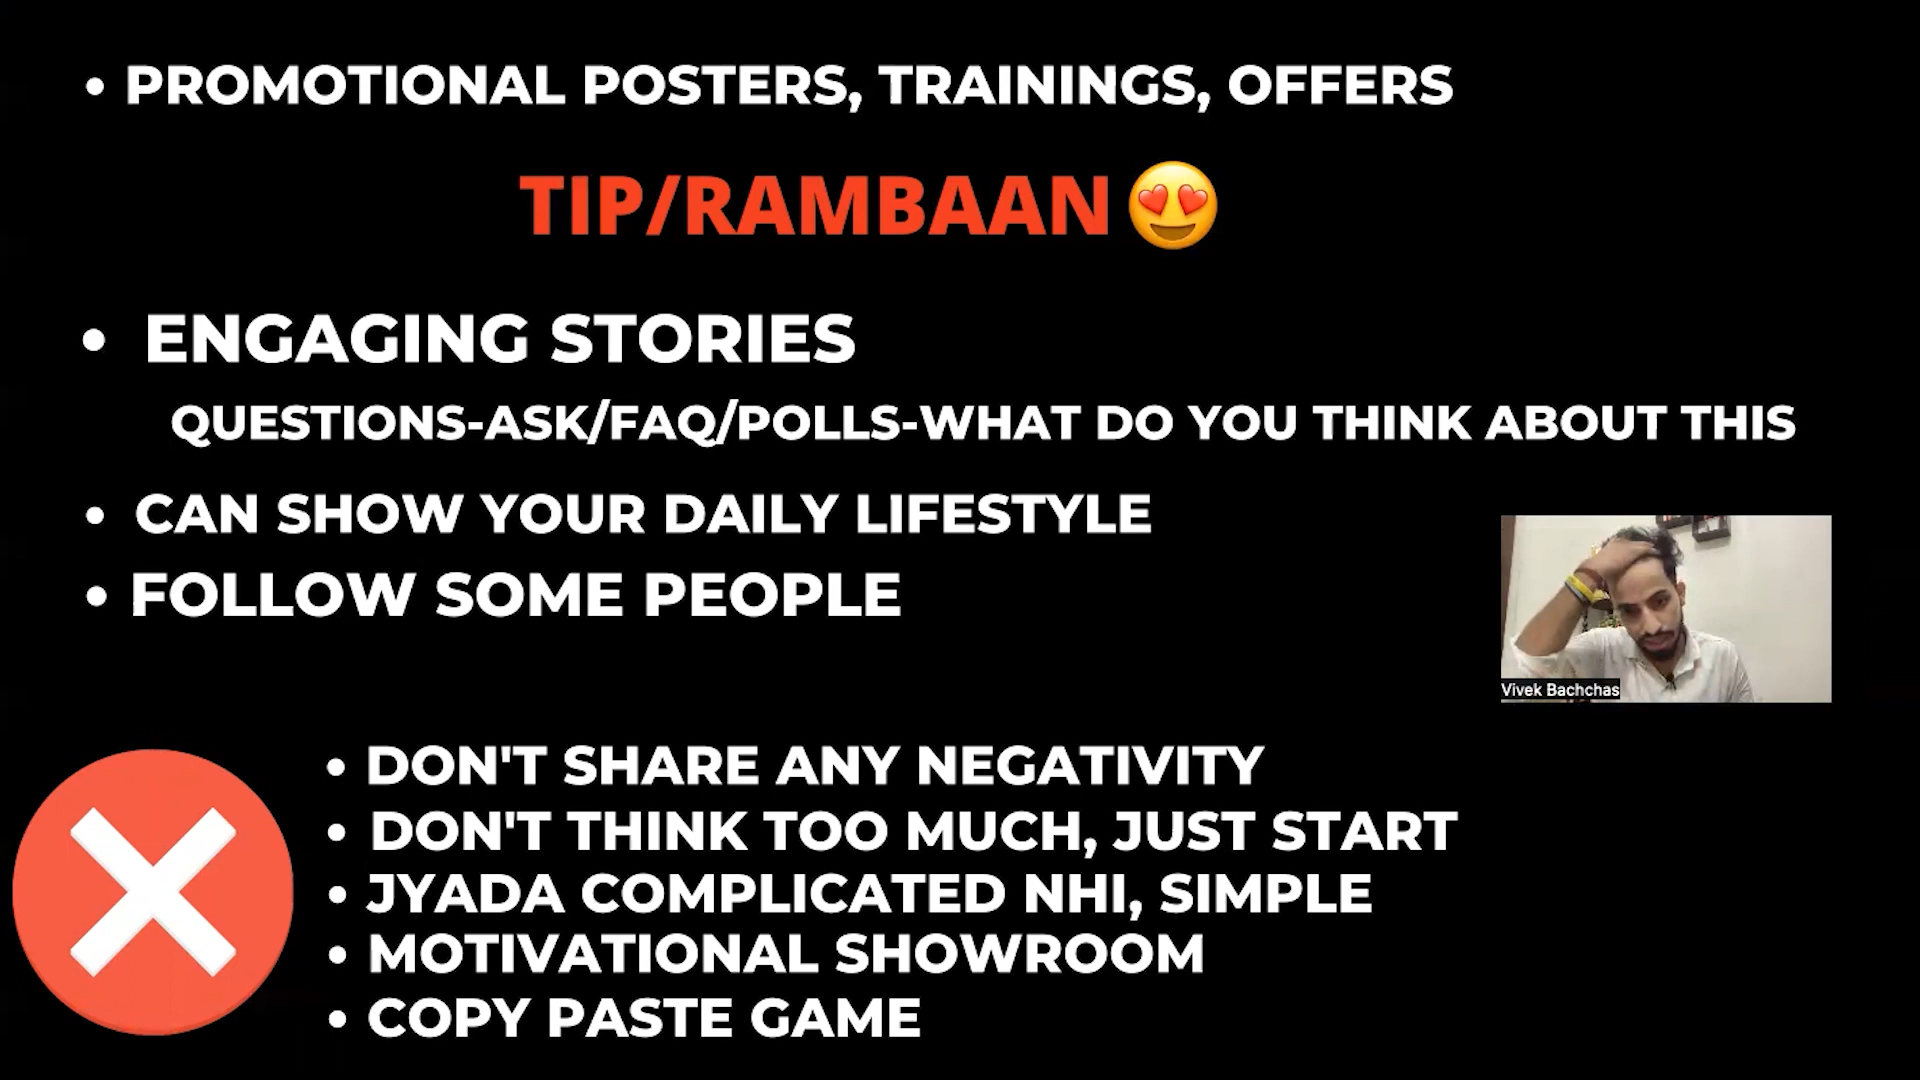 • PROMOTIONAL POSTERS, TRAININGS, OFFERS
TIP/RAMBAAN😍
• ENGAGING STORIES
QUESTIONS-ASK/FAQ/POLLS-WHAT DO YOU THINK ABOUT THIS
• CAN SHOW YOUR DAILY LIFESTYLE
• FOLLOW SOME PEOPLE
Vivek Bachchas
• DON'T SHARE ANY NEGATIVITY
• DON'T THINK TOO MUCH, JUST START
• JYADA COMPLICATED NHI, SIMPLE
• MOTIVATIONAL SHOWROOM
• COPY PASTE GAME